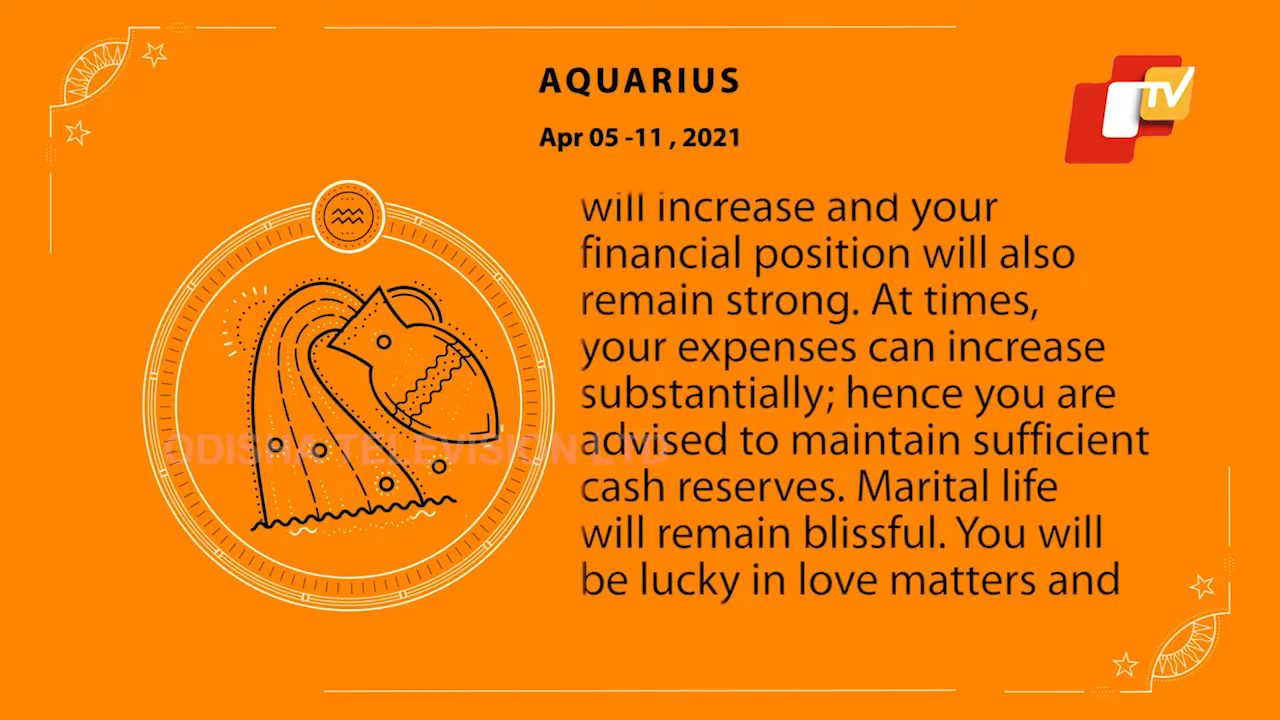 AQUARIUS
Apr 05 -11 , 2021
TV
will increase and your
financial position will also
remain strong. At times,
your expenses can increase
substantially; hence you are
advised to maintain sufficient
cash reserves. Marital life
will remain blissful. You will
be lucky in love matters and
ODISHA TELEVISION LTD